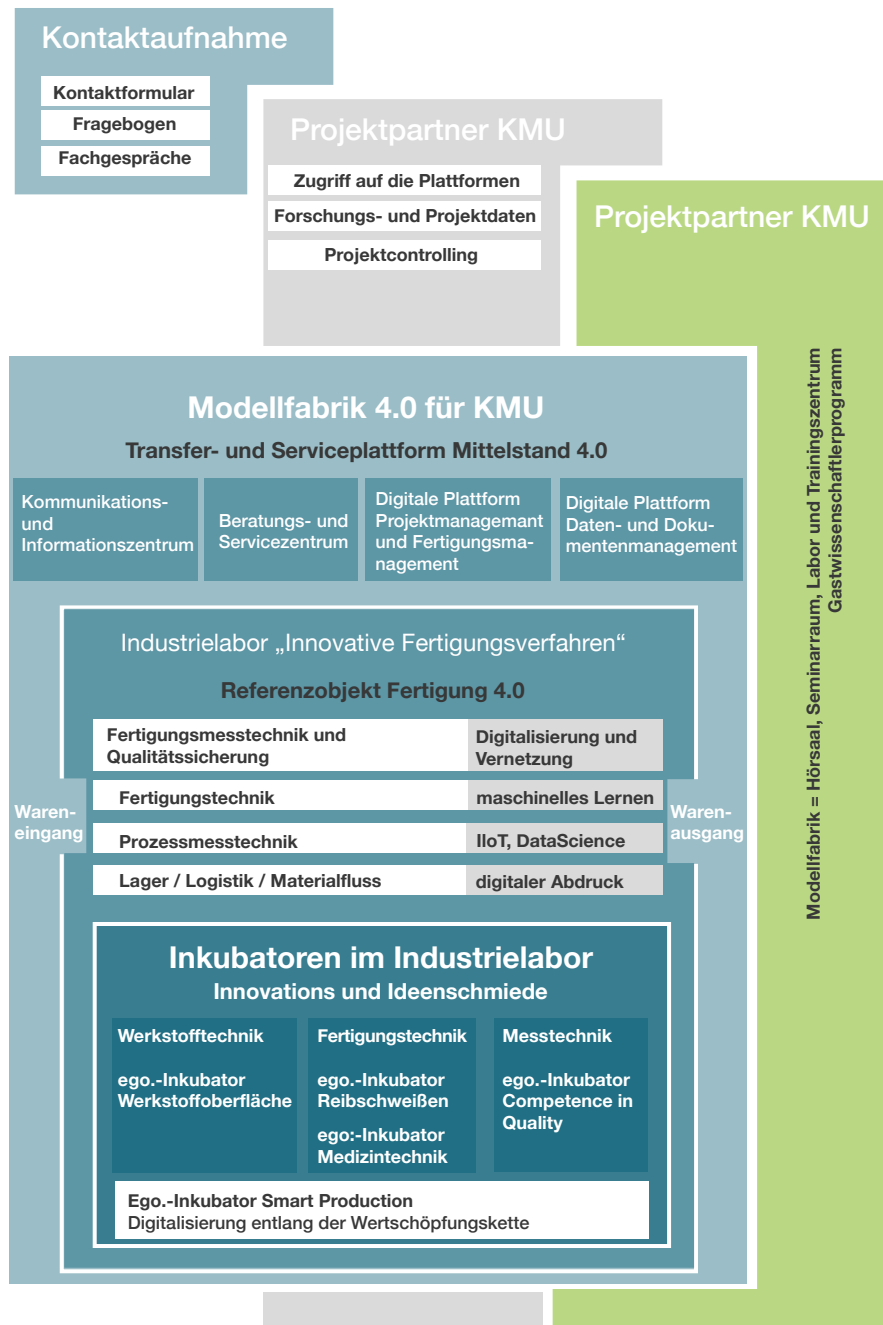 Kontaktaufnahme
Kontaktformular
Fragebogen
Fachgespräche
Projektpartner KMU
Zugriff auf die Plattformen
Forschungs- und Projektdaten
Projektcontrolling
Projektpartner KMU
Modellfabrik = Hörsaal, Seminarraum, Labor und Trainingszentrum
Gastwissenschaftlerprogramm
Modellfabrik 4.0 für KMU
Transfer- und Serviceplattform Mittelstand 4.0
Kommunikations-
und
Informationszentrum
Beratungs- und
Servicezentrum
Digitale Plattform
Projektmanagemant
und Fertigungsma-
nagement
Digitale Plattform
Daten- und Doku-
mentenmanagement
Industrielabor „Innovative Fertigungsverfahren“
Referenzobjekt Fertigung 4.0
Fertigungsmesstechnik und
Qualitätssicherung
Digitalisierung und
Vernetzung
Fertigungstechnik
maschinelles Lernen
Waren-
eingang
Waren-
ausgang
Prozessmesstechnik
IIoT, DataScience
Lager / Logistik / Materialfluss
digitaler Abdruck
Inkubatoren im Industrielabor
Innovations und Ideenschmiede
Werkstofftechnik
ego.-Inkubator
Werkstoffoberfläche
Fertigungstechnik
ego.-Inkubator
Reibschweißen
ego:-Inkubator
Medizintechnik
Messtechnik
ego.-Inkubator
Competence in
Quality
Ego.-Inkubator Smart Production
Digitalisierung entlang der Wertschöpfungskette